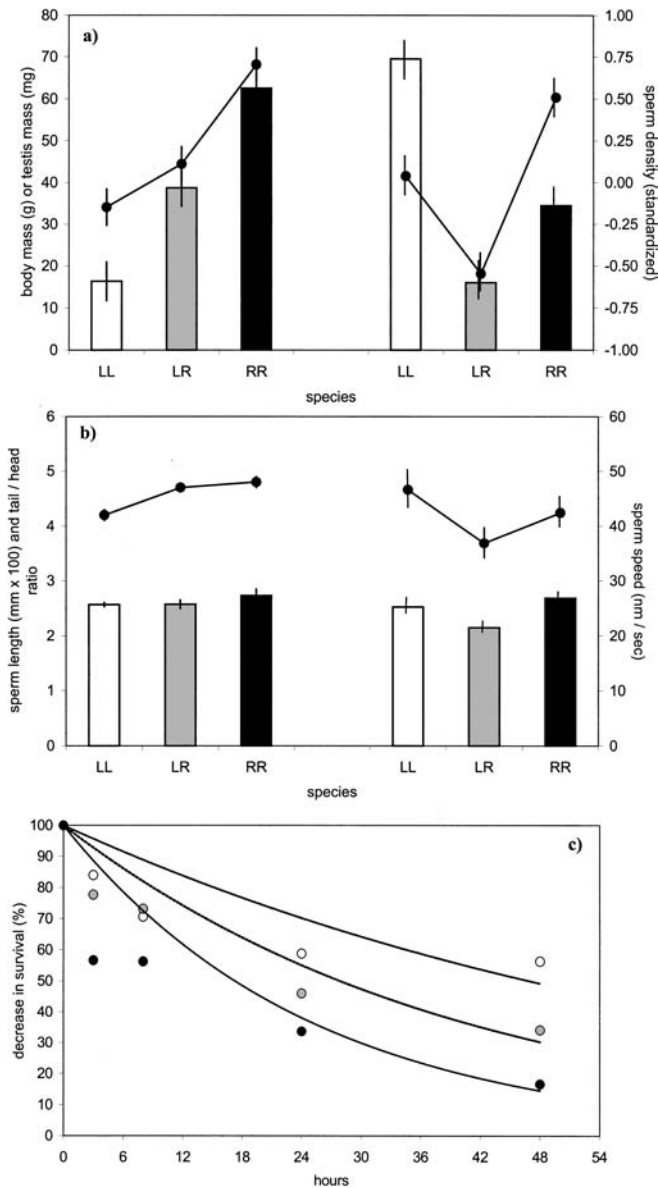 a)
body mass (g) or testis mass (mg)
80
70
60
50
40
30
20
10
0
1.00
0.75
0.50
0.25
0.00
-0.25
-0.50
-0.75
-1.00
sperm density (standardized)
LL LR RR LL LR RR
species
b)
sperm length (mm x 100) and tail / head
ratio
6
5
4
3
2
1
0
60
50
40
30
20
10
0
sperm speed (nm / sec)
LL LR RR LL LR RR
species
c)
decrease in survival (%)
100
90
80
70
60
50
40
30
20
10
0
0 6 12 18 24 30 36 42 48 54
hours